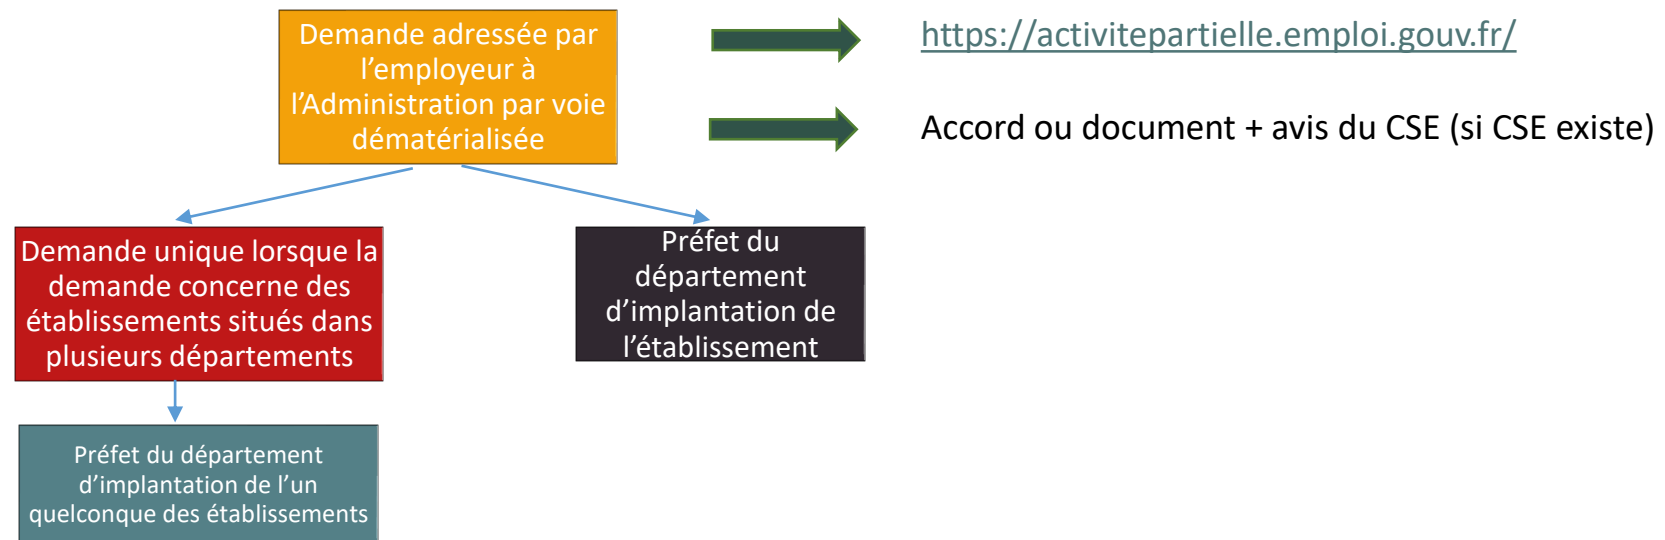 Demande adressée par
l’employeur à
l’Administration par voie
dématérialisée
https://activitepartielle.emploi.gouv.fr/
Accord ou document + avis du CSE (si CSE existe)
Demande unique lorsque la
demande concerne des
établissements situés dans
plusieurs départements
Préfet du
département
d’implantation de
l’établissement
Préfet du département
d’implantation de l’un
quelconque des établissements